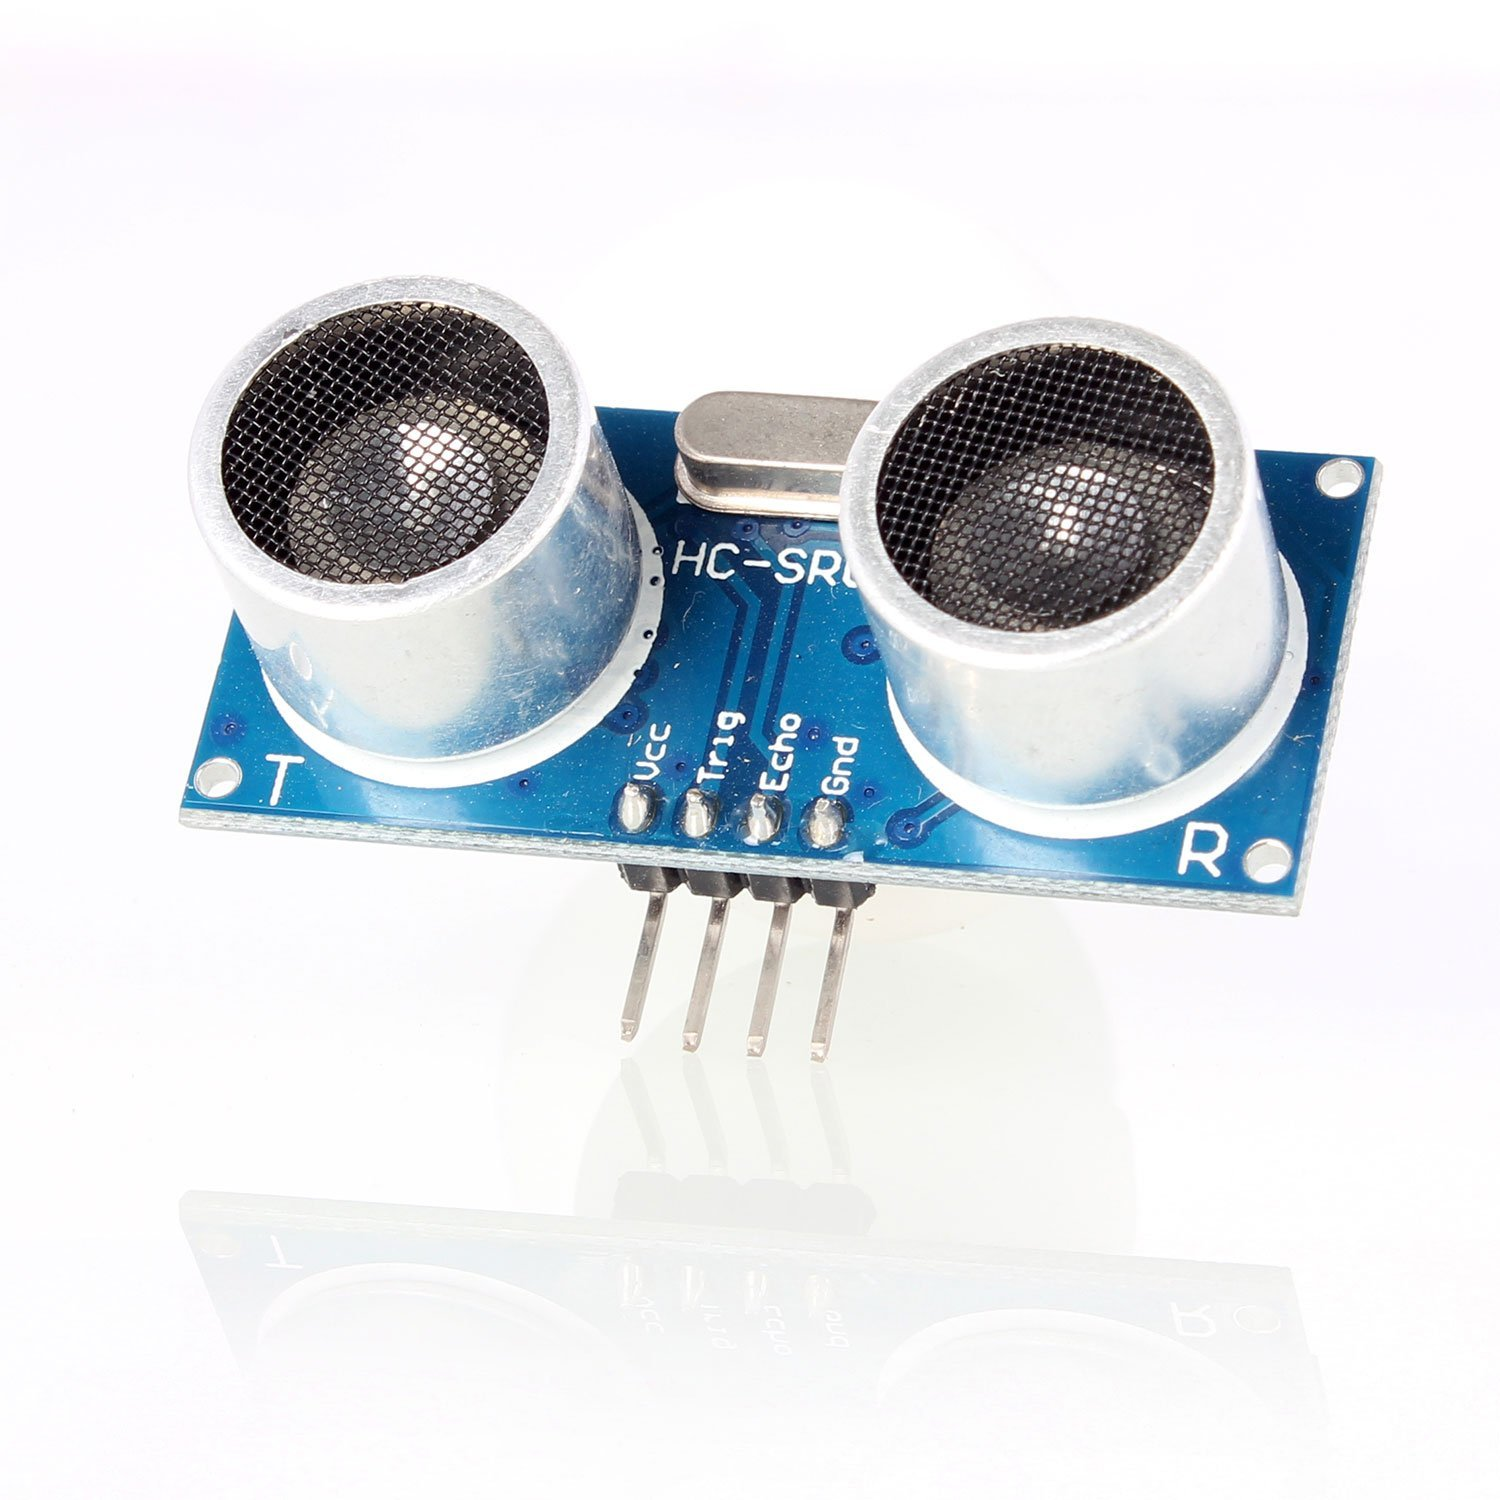 HC-SR
Vcc
Trig
Echo
Gnd
T
R